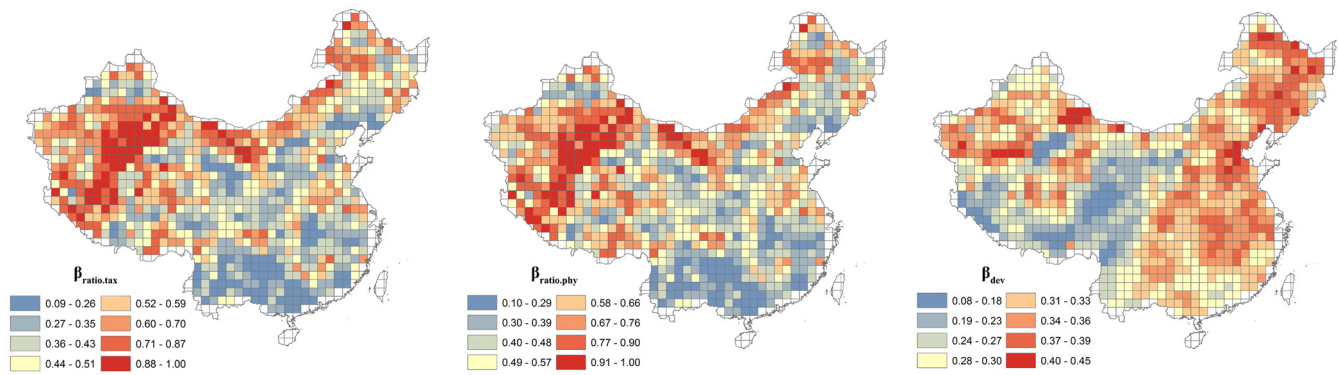 β ratio.tax
0.09 - 0.26 0.52 - 0.59
0.27 - 0.35 0.60 - 0.70
0.36 - 0.43 0.71 - 0.87
0.44 - 0.51 0.88 - 1.00
β ratio.phy
0.10 - 0.29 0.58 - 0.66
0.30 - 0.39 0.67 - 0.76
0.40 - 0.48 0.77 - 0.90
0.49 - 0.57 0.91 - 1.00
β dev
0.08 - 0.18 0.31 - 0.33
0.19 - 0.23 0.34 - 0.36
0.24 - 0.27 0.37 - 0.39
0.28 - 0.30 0.40 - 0.45